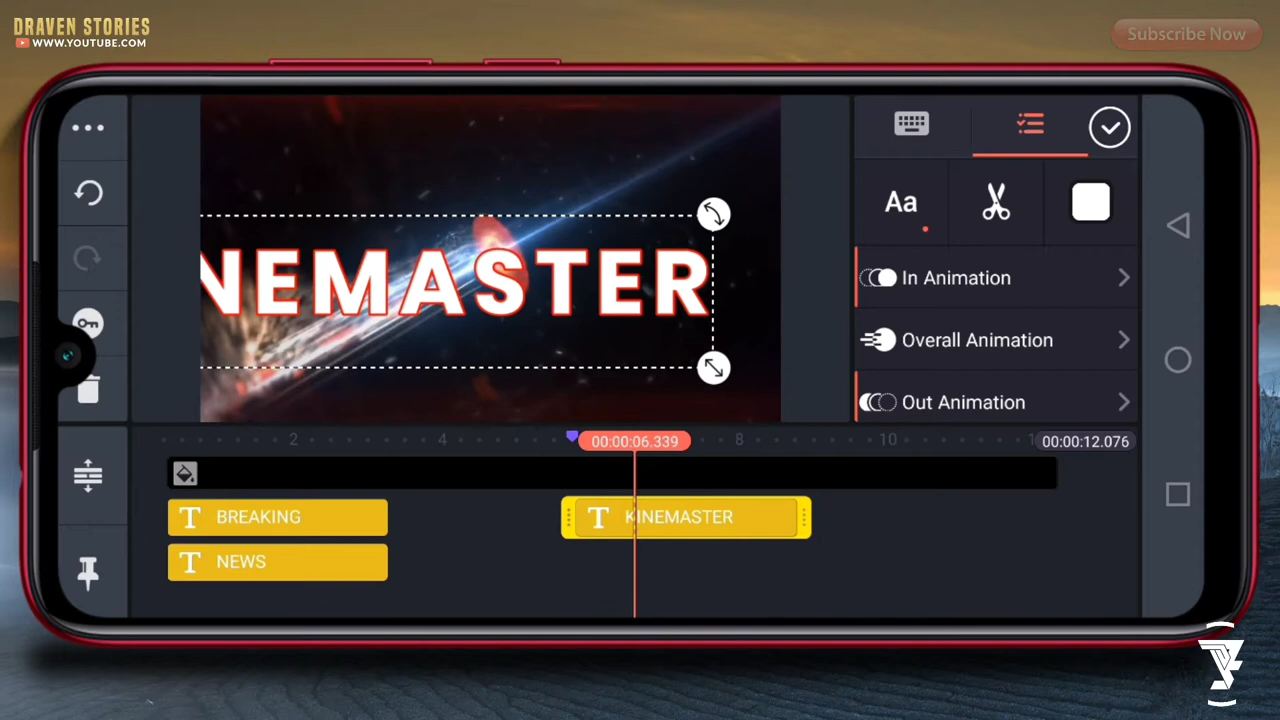 DRAVEN STORIES
WWW.YOUTUBE.COM
Subscribe Now
NEMASTER
Aa
In Animation
Overall Animation
Out Animation
2
4
00:00:06.339
8
10
1
00:00:12.076
BREAKING
T KINEMASTER
T NEWS